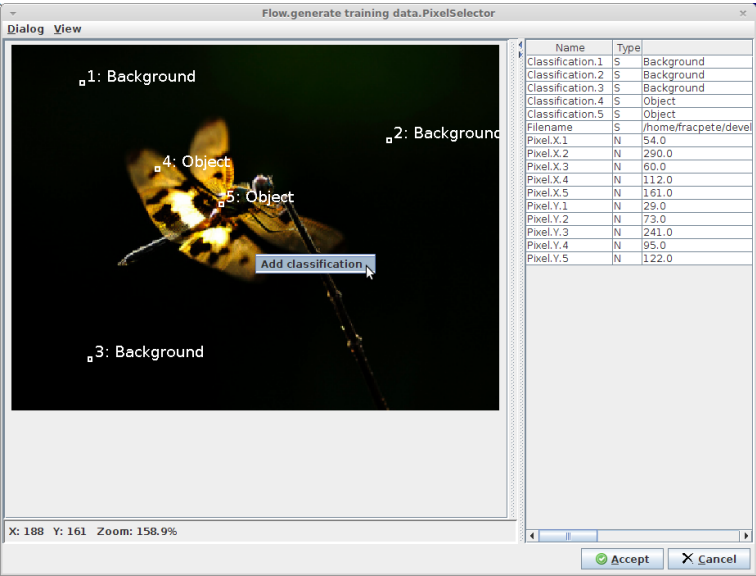 Flow.generate training data.PixelSelector
Dialog View
1: Background
2: Background
4: Object
5: Object
Add classification
3: Background
X: 188 Y: 161 Zoom: 158.9%
Name Type
Classification.1 S Background
Classification.2 S Background
Classification.3 S Background
Classification.4 S Object
Classification.5 S Object
Filename S /home/fracpete/devel
Pixel.X.1 N 54.0
Pixel.X.2 N 290.0
Pixel.X.3 N 60.0
Pixel.X.4 N 112.0
Pixel.X.5 N 161.0
Pixel.Y.1 N 29.0
Pixel.Y.2 N 73.0
Pixel.Y.3 N 241.0
Pixel.Y.4 N 95.0
Pixel.Y.5 N 122.0
Accept Cancel